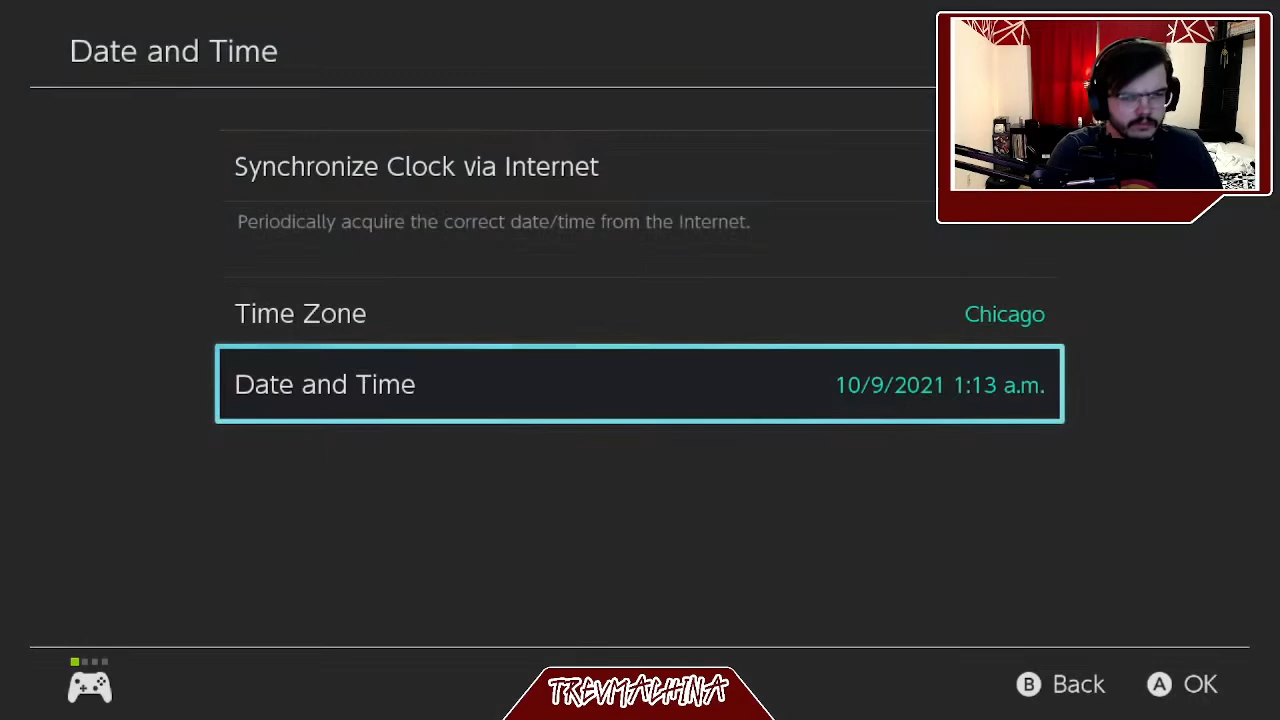 Date and Time
Synchronize Clock via Internet
Periodically acquire the correct date/time from the Internet.
Time Zone Chicago
Date and Time 10/9/2021 1:13 a.m.
TREVMACHINA
B Back A OK